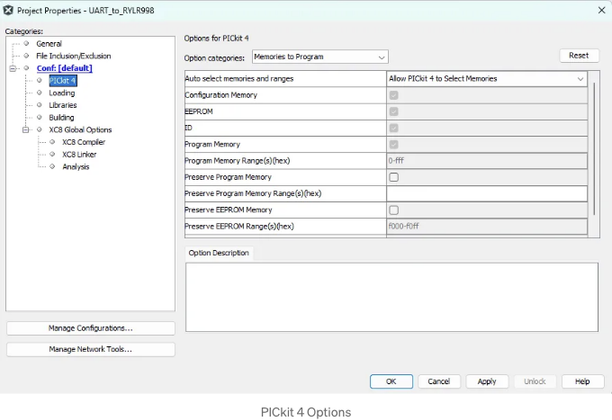 Project Properties - UART_to_RYLR998
Categories:
General
File Inclusion/Exclusion
Conf: [default]
PICkit 4
Loading
Libraries
Building
XC8 Global Options
XC8 Compiler
XC8 Linker
Analysis
Manage Configurations...
Manage Network Tools...
Options for PICkit 4
Option categories: Memories to Program
Reset
Auto select memories and ranges Allow PICkit 4 to Select Memories
Configuration Memory
EEPROM
ID
Program Memory
Program Memory Range(s)(hex) 0-fff
Preserve Program Memory
Preserve Program Memory Range(s)(hex)
Preserve EEPROM Memory
Preserve EEPROM Range(s)(hex) f000-f0ff
Option Description
OK Cancel Apply Unlock Help
PICkit 4 Options